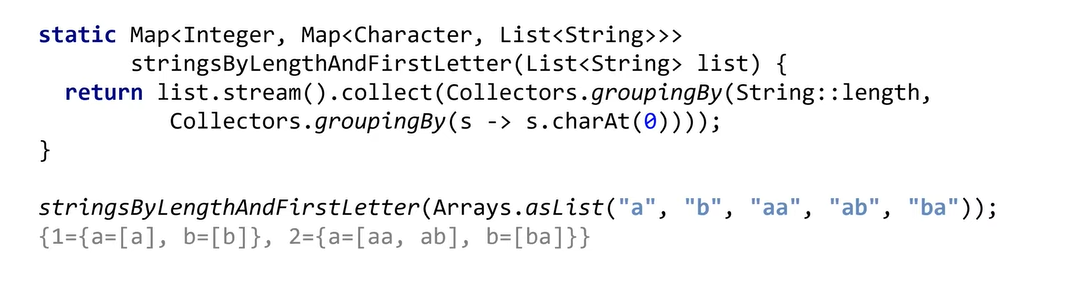 static Map<Integer, Map<Character, List<String>>>
stringsByLengthAndFirstLetter(List<String> list) {
return list.stream().collect(Collectors.groupingBy(String::length,
Collectors.groupingBy(s -> s.charAt(0))));
}
stringsByLengthAndFirstLetter(Arrays.asList("a", "b", "aa", "ab", "ba"));
{1={a=[a], b=[b]}, 2={a=[aa, ab], b=[ba]}}